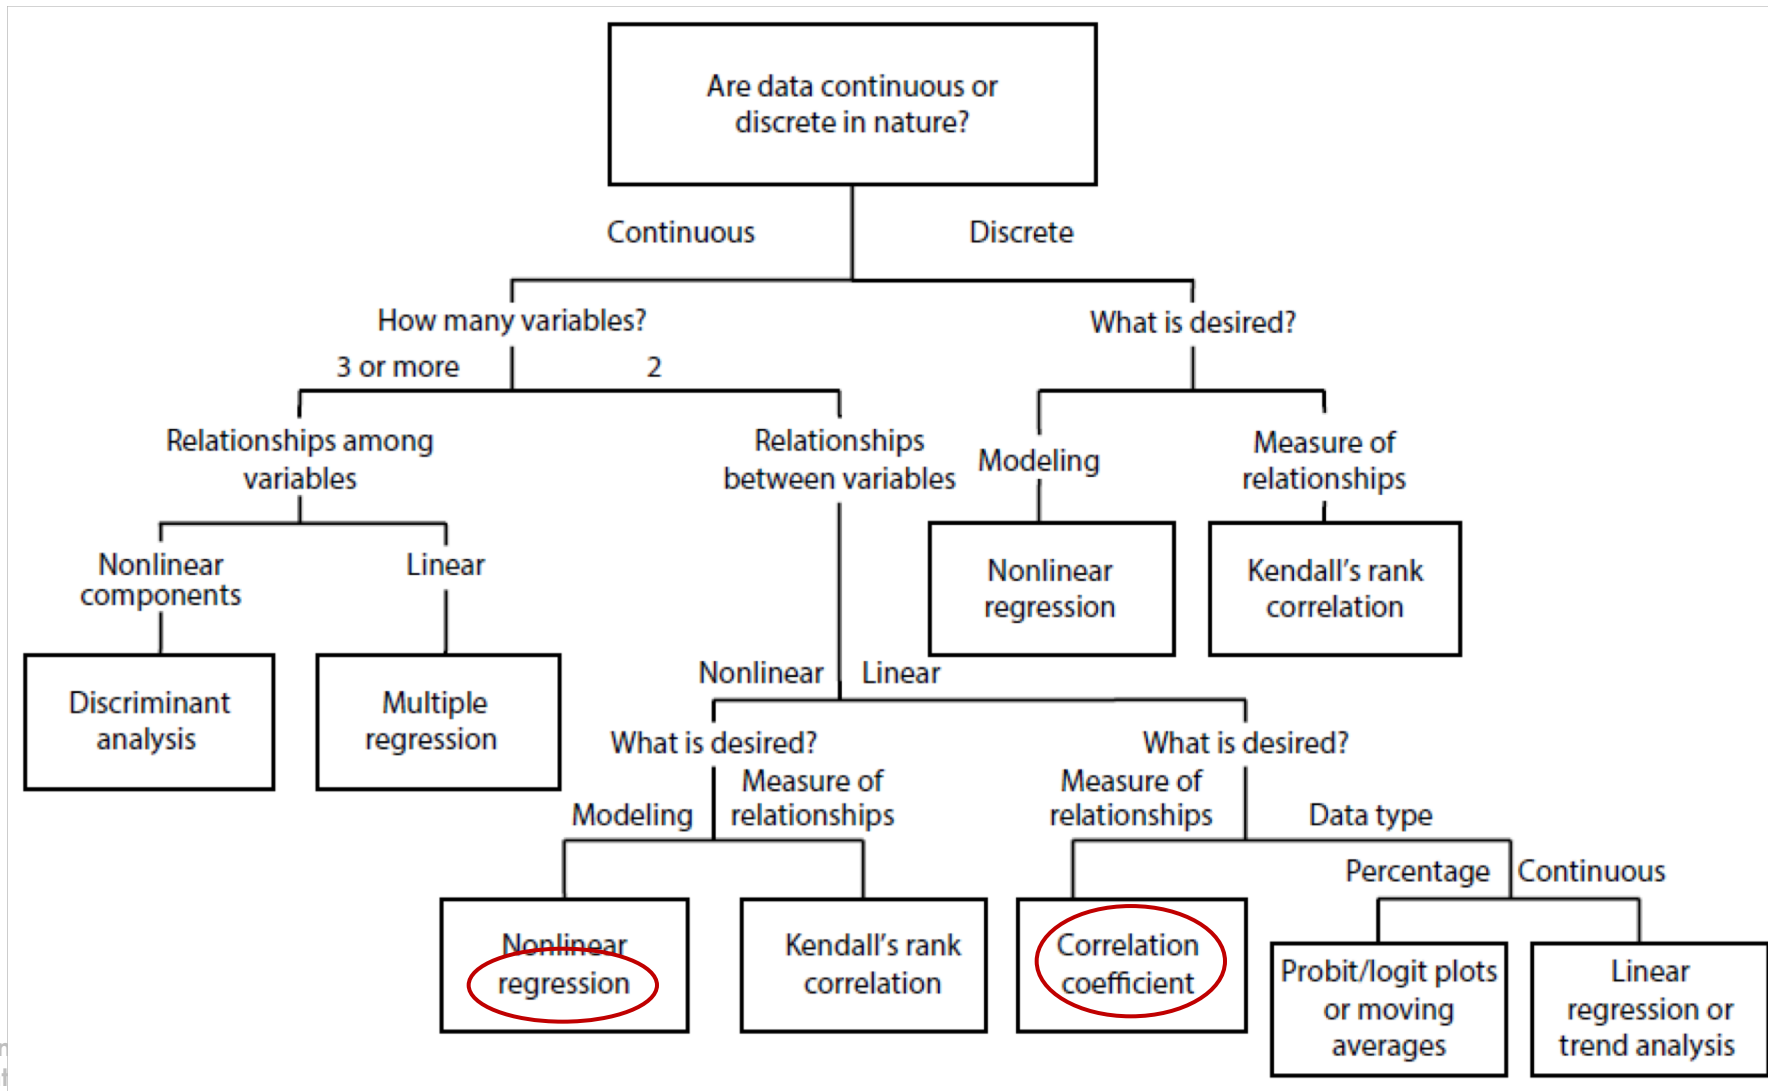 Are data continuous or
discrete in nature?
Continuous
Discrete
How many variables?
What is desired?
3 or more
2
Relationships among
variables
Relationships
between variables
Modeling
Measure of
relationships
Nonlinear
components
Linear
Nonlinear
regression
Kendall's rank
correlation
Discriminant
analysis
Multiple
regression
Nonlinear
Linear
What is desired?
What is desired?
Modeling
Measure of
relationships
Measure of
relationships
Data type
Percentage
Continuous
Nonlinear
regression
Kendall's rank
correlation
Correlation
coefficient
Probit/logit plots
or moving
averages
Linear
regression or
trend analysis